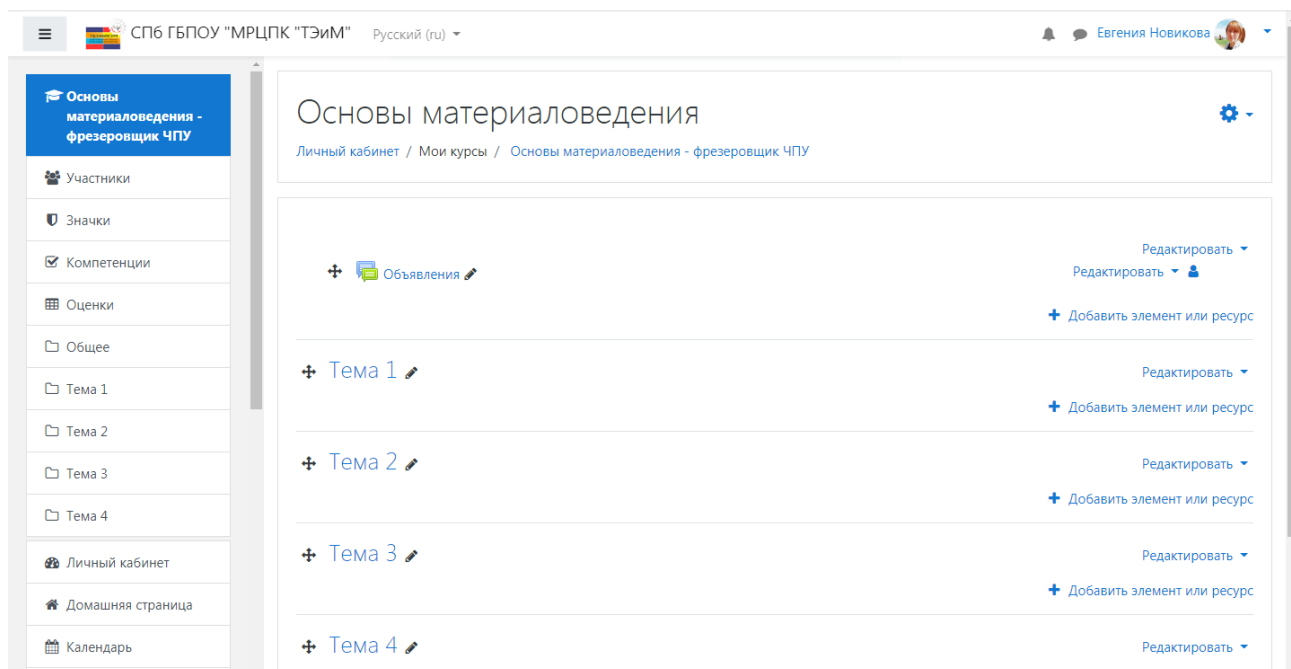 СПб ГБПОУ "МРЦПК "ТЭиМ" Русский (ru) Евгения Новикова
Основы
материаловедения -
фрезеровщик ЧПУ
Участники
Значки
Компетенции
Оценки
Общее
Тема 1
Тема 2
Тема 3
Тема 4
Личный кабинет
Домашняя страница
Календарь
Основы материаловедения
Личный кабинет / Мои курсы / Основы материаловедения - фрезеровщик ЧПУ
Редактировать
Объявления Редактировать
Добавить элемент или ресурс
Тема 1 Редактировать
Добавить элемент или ресурс
Тема 2 Редактировать
Добавить элемент или ресурс
Тема 3 Редактировать
Добавить элемент или ресурс
Тема 4 Редактировать